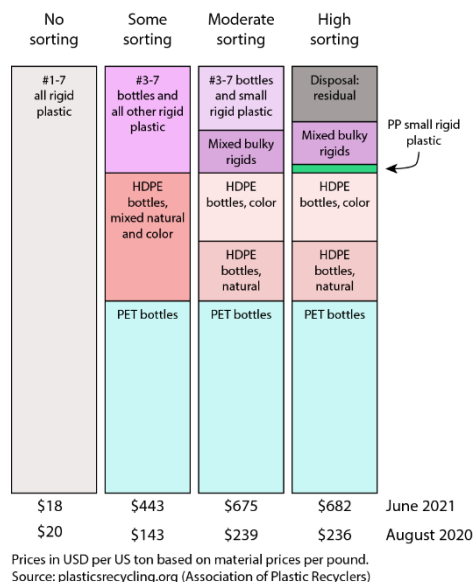 No
sorting
Some
sorting
Moderate
sorting
High
sorting
#1-7
all rigid
plastic
#3-7
bottles and
all other rigid
plastic
HDPE
bottles,
mixed natural
and color
PET bottles
#3-7 bottles
and small
rigid plastic
Mixed bulky
rigids
HDPE
bottles, color
HDPE
bottles,
natural
PET bottles
Disposal:
residual
Mixed bulky
rigids
HDPE
bottles, color
HDPE
bottles,
natural
PET bottles
PP small rigid
plastic
$18 $443 $675 $682 June 2021
$20 $143 $239 $236 August 2020
Prices in USD per US ton based on material prices per pound.
Source: plasticsrecycling.org (Association of Plastic Recyclers)